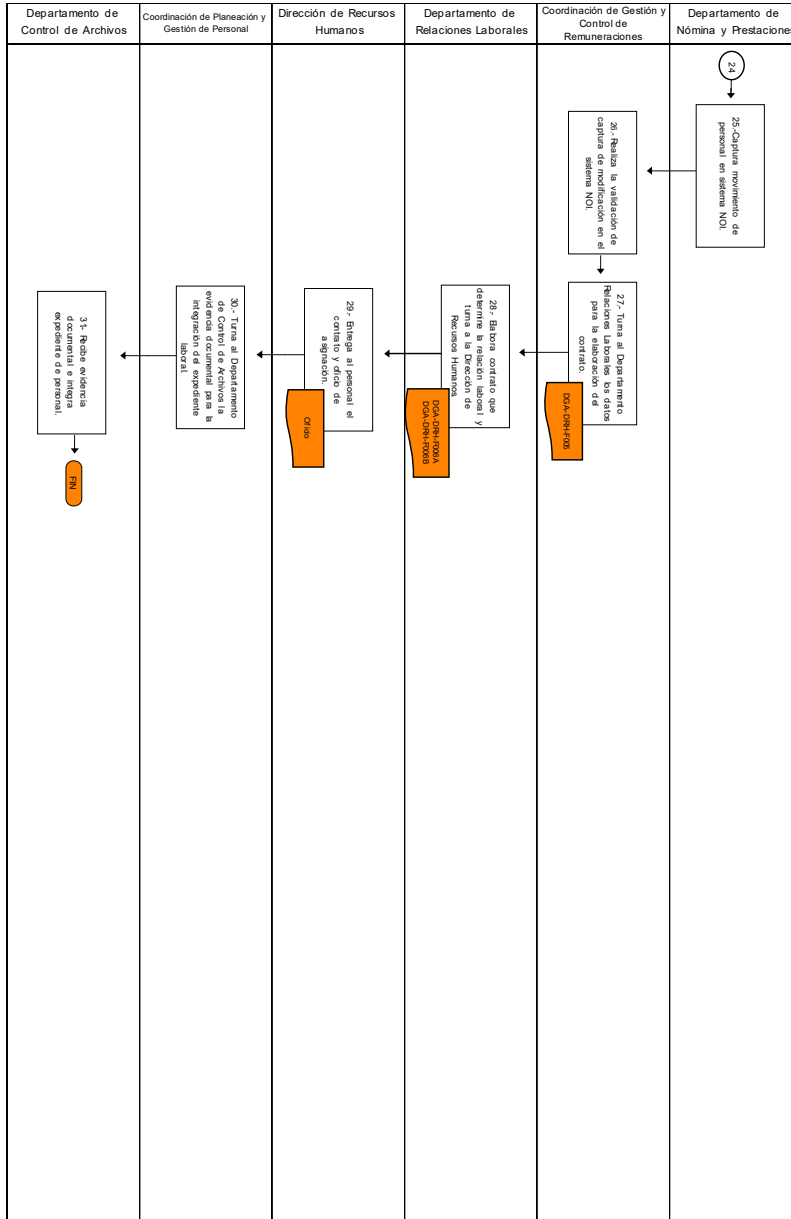 Departamento de
Control de Archivos
Coordinación de Planeación y
Gestión de Personal
Dirección de Recursos
Humanos
Departamento de
Relaciones Laborales
Coordinación de Gestión y
Control de
Remuneraciones
Departamento de
Nómina y Prestaciones
24
25.-Captura movimiento de
personal en sistema NOI.
26.- Realiza la validación de
captura de modificación en el
sistema NOI.
27.- Turna al Departamento
Relaciones Laborales los datos
para la elaboración del
contrato.
DGA-DRH-F005
28.- Elabora contrato que
determine la relación laboral y
turna a la Dirección de
Recursos Humanos
DGA-DRH-F006A
DGA-DRH-F006B
29.- Entrega al personal el
contrato y oficio de
asignación.
Oficio
30.- Turna al Departamento
de Control de Archivos la
evidencia documental para la
integración del expediente
laboral.
31- Recibe evidencia
documental e integra
expediente de personal.
FIN